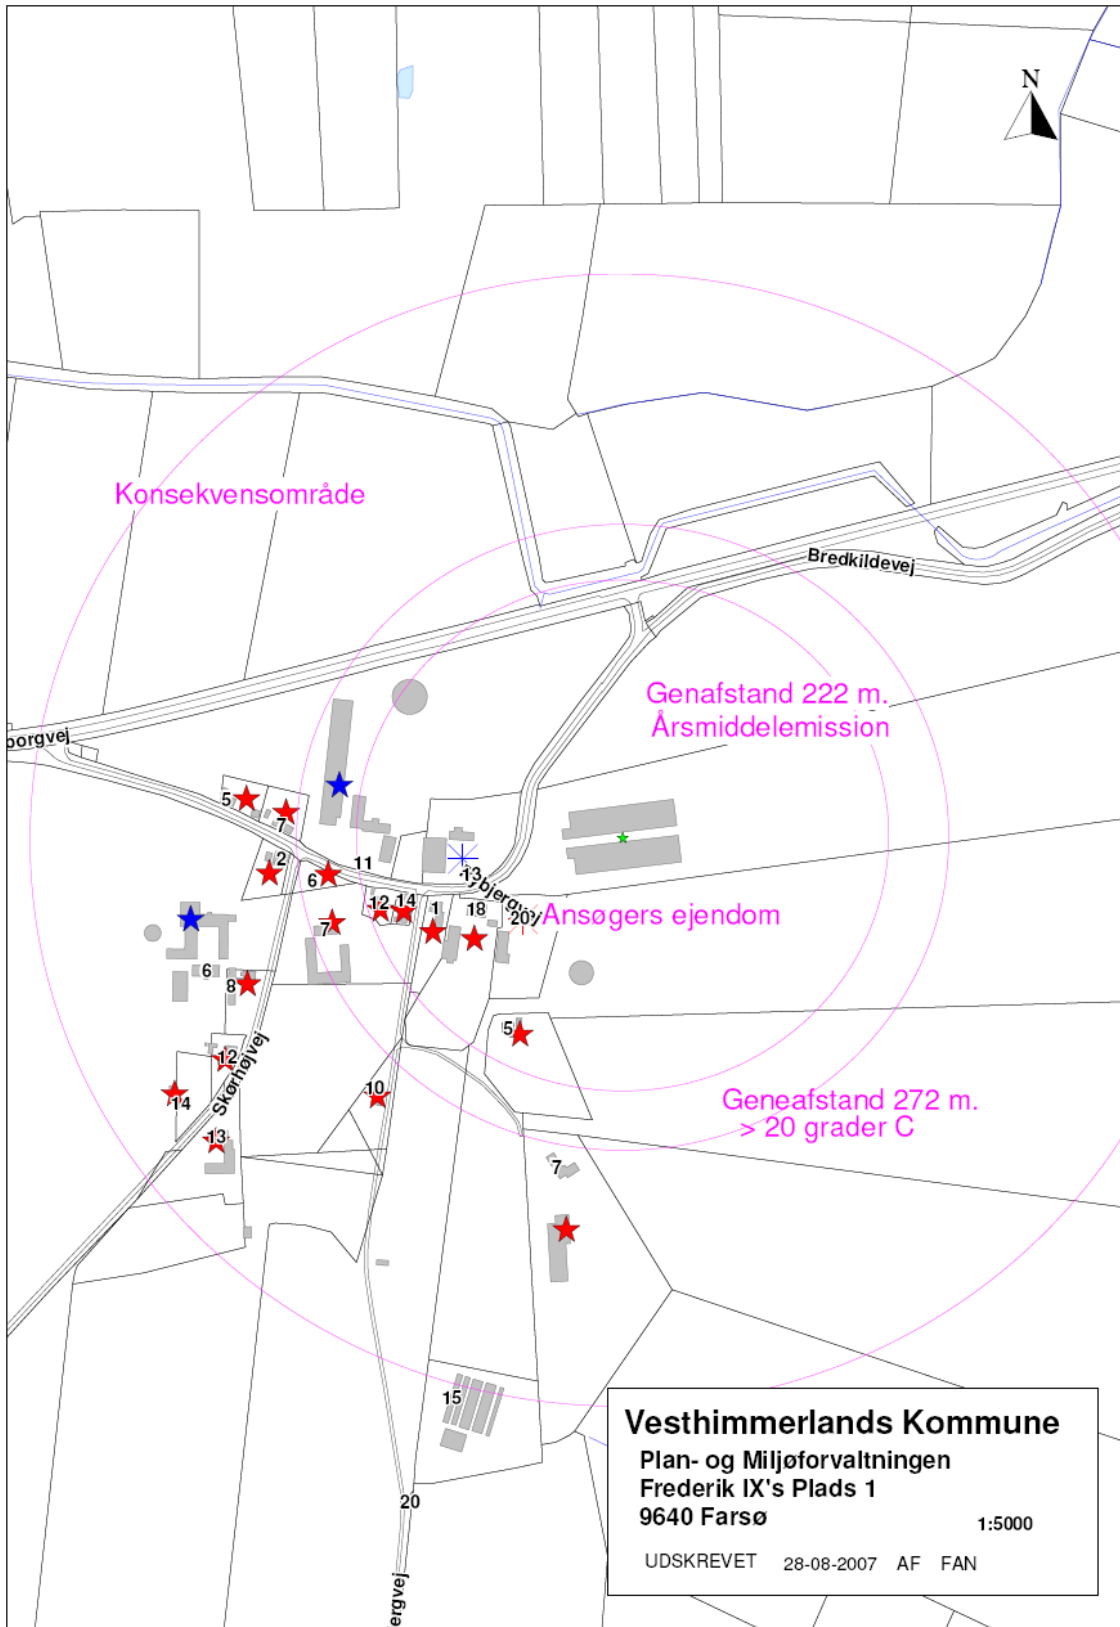 N
Konsekvensområde
Bredkildevej
Genafstand 222 m.
Årsmiddelemission
borgvej
5
7
2
11
6
13
bjergvej
12
14
1
18
20
Ansøgers ejendom
7
6
8
5
12
Skørhøjvej
14
10
13
Geneafstand 272 m.
> 20 grader C
7
15
20
ergvej
Vesthimmerlands Kommune
Plan- og Miljøforvaltningen
Frederik IX's Plads 1
9640 Farsø
1:5000
UDSKREVET 28-08-2007 AF FAN